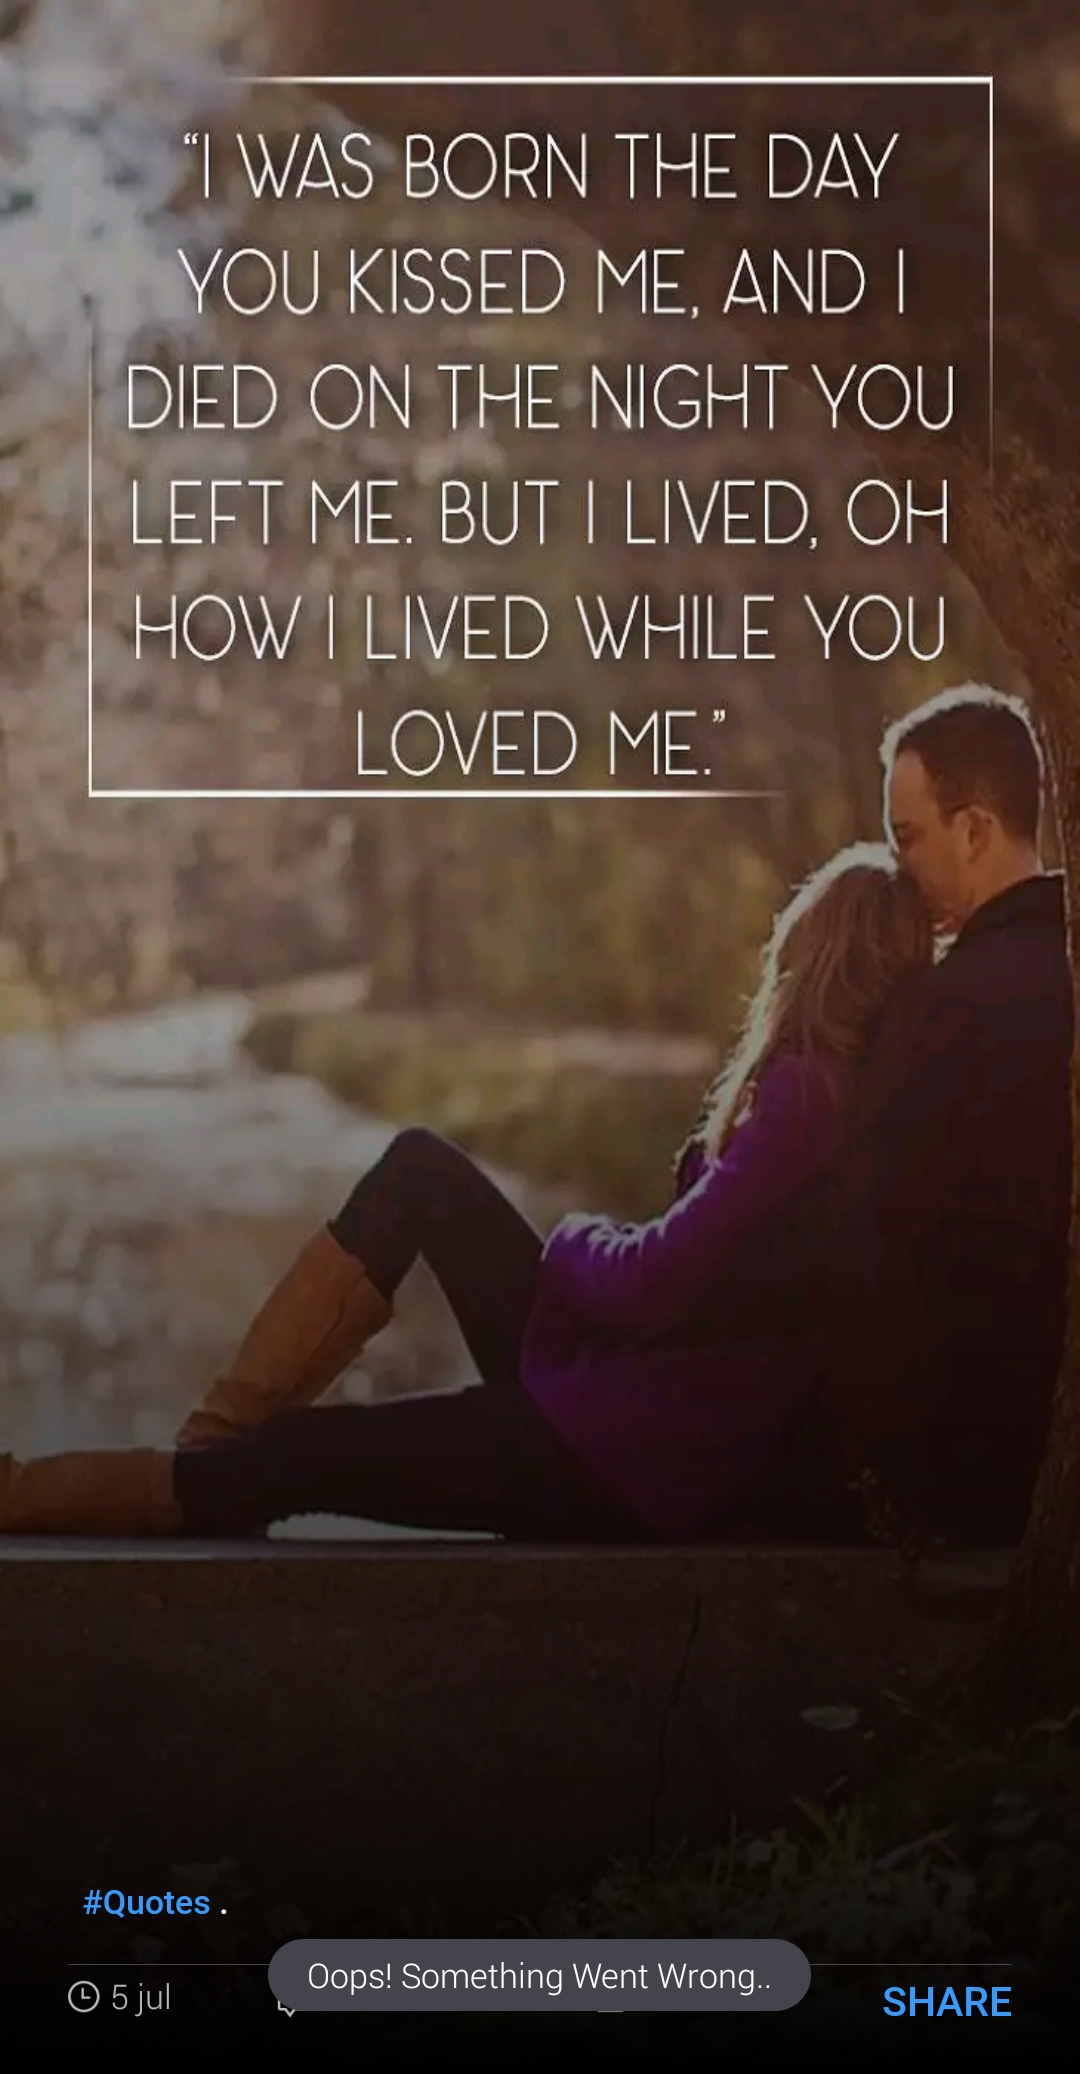 “I WAS BORN THE DAY
YOU KISSED ME, AND I
DIED ON THE NIGHT YOU
LEFT ME. BUT I LIVED, OH
HOW I LIVED WHILE YOU
LOVED ME.”
#Quotes .
Oops! Something Went Wrong..
5 jul
SHARE